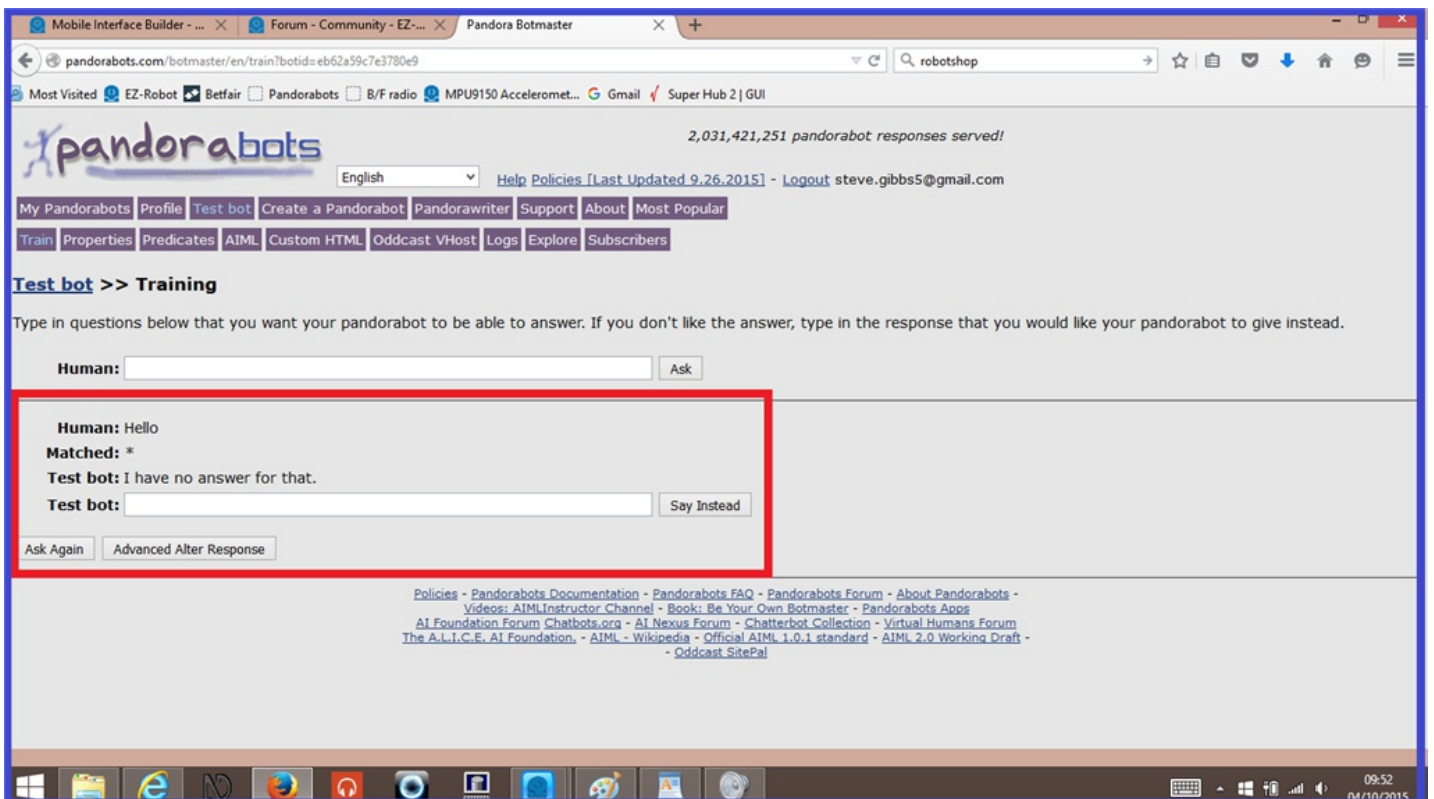 Mobile Interface Builder - ...
Forum - Community - EZ-...
Pandora Botmaster
pandorabots.com/botmaster/en/train?botid=eb62a59c7e3780e9
robotshop
Most Visited EZ-Robot Betfair Pandorabots B/F radio MPU9150 Acceleromet... Gmail Super Hub 2 | GUI
pandorabots
2,031,421,251 pandorabot responses served!
English
Help Policies [Last Updated 9.26.2015] - Logout steve.gibbs5@gmail.com
My Pandorabots Profile Test bot Create a Pandorabot Pandorawriter Support About Most Popular
Train Properties Predicates AIML Custom HTML Oddcast VHost Logs Explore Subscribers
Test bot >> Training
Type in questions below that you want your pandorabot to be able to answer. If you don't like the answer, type in the response that you would like your pandorabot to give instead.
Human:
Ask
Human: Hello
Matched: *
Test bot: I have no answer for that.
Test bot:
Say Instead
Ask Again
Advanced Alter Response
Policies - Pandorabots Documentation - Pandorabots FAQ - Pandorabots Forum - About Pandorabots -
Videos: AIMLInstructor Channel - Book: Be Your Own Botmaster - Pandorabots Apps
AI Foundation Forum Chatbots.org - AI Nexus Forum - Chatterbot Collection - Virtual Humans Forum
The A.L.I.C.E. AI Foundation. - AIML - Wikipedia - Official AIML 1.0.1 standard - AIML 2.0 Working Draft -
- Oddcast SitePal
09:52
04/10/2015